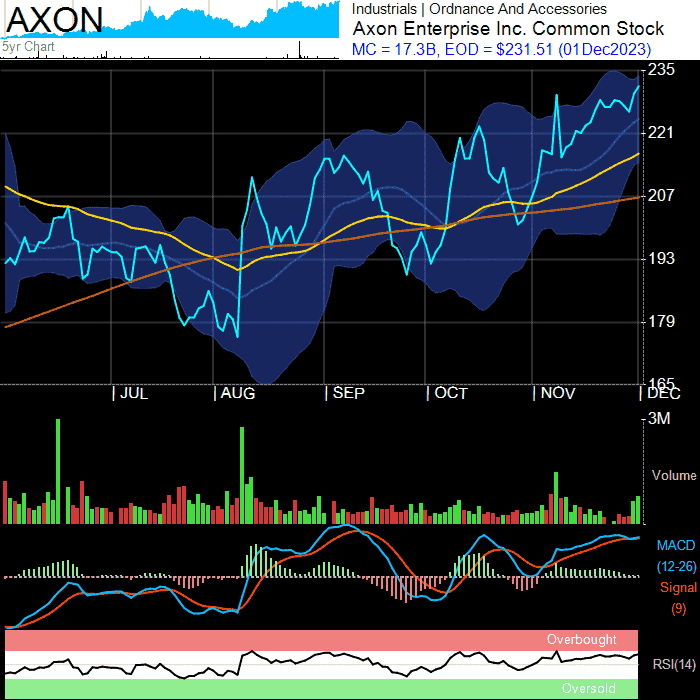 AXON
5yr Chart
Industrials | Ordnance And Accessories
Axon Enterprise Inc. Common Stock
MC = 17.3B, EOD = $231.51 (01Dec2023)
235
221
207
193
179
165
| JUL | AUG | SEP | OCT | NOV | DEC
3M
Volume
MACD
(12-26)
Signal
(9)
Overbought
RSI(14)
Oversold